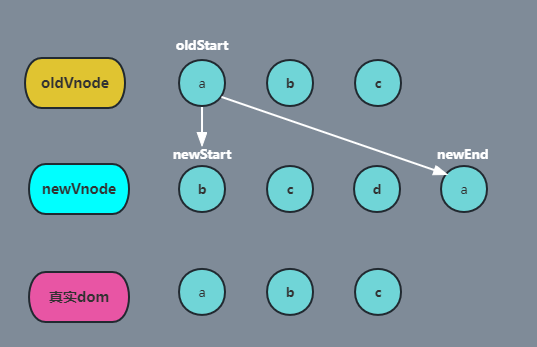 oldStart
oldVnode a b c
newStart newEnd
newVnode b c d a
真实dom a b c